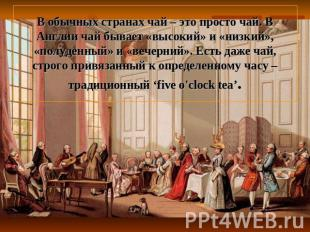 В обычных странах чай – это просто чай. В
Англии чай бывает «высокий» и «низкий»,
«полуденный» и «вечерний». Есть даже чай,
строго привязанный к определенному часу –
традиционный ‘five o'clock tea’.
PPt4WEB.ru